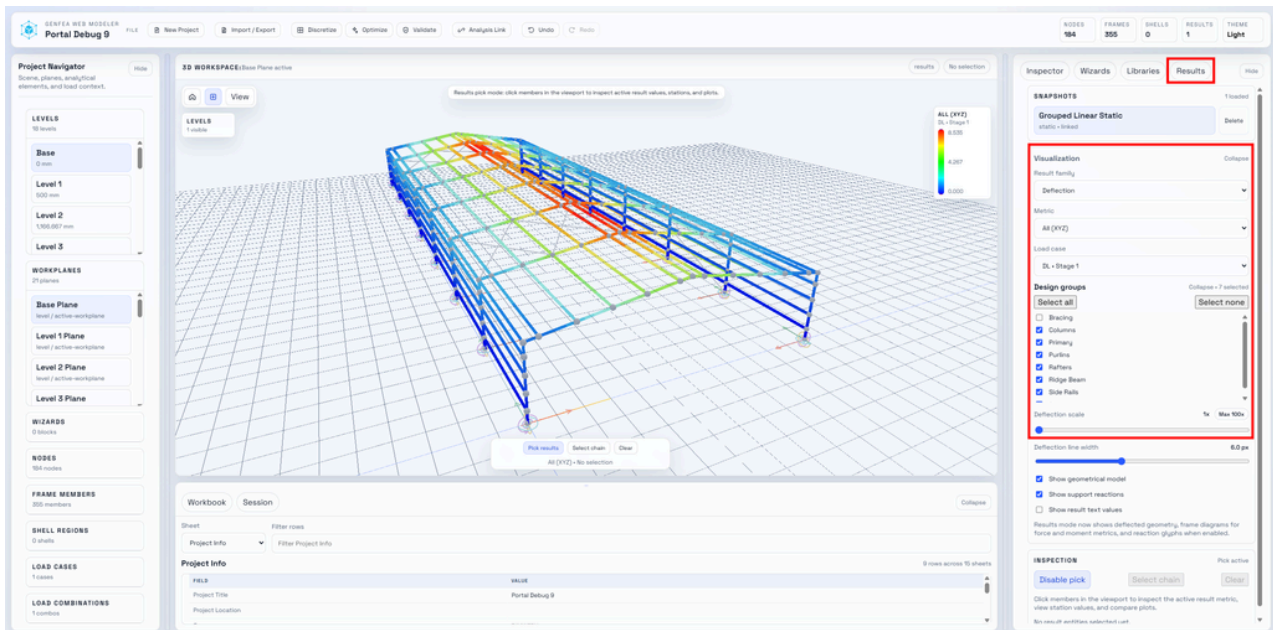 GENFEA WEB MODELER
Portal Debug 9
FILE
New Project
Import / Export
Discretize
Optimize
Validate
Analysis Link
Undo
Redo
NODES
184
FRAMES
355
SHELLS
0
RESULTS
1
THEME
Light
Project Navigator
Hide
Scene, planes, analytical
elements, and load context.
LEVELS
18 levels
Base
0 mm
Level 1
500 mm
Level 2
1,166.667 mm
Level 3
WORKPLANES
21 planes
Base Plane
level / active-workplane
Level 1 Plane
level / active-workplane
Level 2 Plane
level / active-workplane
Level 3 Plane
WIZARDS
0 blocks
NODES
184 nodes
FRAME MEMBERS
355 members
SHELL REGIONS
0 shells
LOAD CASES
1 cases
LOAD COMBINATIONS
1 combos
3D WORKSPACE: Base Plane active
results
No selection
View
Results pick mode: click members in the viewport to inspect active result values, stations, and plots.
LEVELS
1 visible
ALL (XYZ)
DL • Stage 1
8.535
4.267
0.000
Pick results
Select chain
Clear
All (XYZ) • No selection
Workbook
Session
Collapse
Sheet
Filter rows
Project Info
Filter Project Info
Project Info
9 rows across 15 sheets
FIELD
VALUE
Project Title
Portal Debug 9
Project Location
Inspector
Wizards
Libraries
Results
Hide
SNAPSHOTS
1 loaded
Grouped Linear Static
static • linked
Delete
Visualization
Collapse
Result family
Deflection
Metric
All (XYZ)
Load case
DL • Stage 1
Design groups
Collapse • 7 selected
Select all
Select none
Bracing
Columns
Primary
Purlins
Rafters
Ridge Beam
Side Rails
Deflection scale
1x
Max 100x
Deflection line width
6.0 px
Show geometrical model
Show support reactions
Show result text values
Results mode now shows deflected geometry, frame diagrams for
force and moment metrics, and reaction glyphs when enabled.
INSPECTION
Pick active
Disable pick
Select chain
Clear
Click members in the viewport to inspect the active result metric,
view station values, and compare plots.
No result entities selected yet.